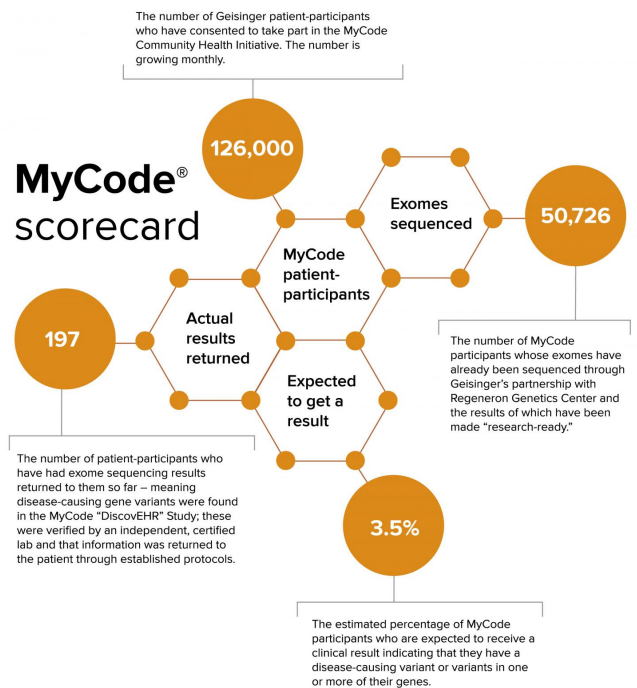 The number of Geisinger patient-participants
who have consented to take part in the MyCode
Community Health Initiative. The number is
growing monthly.
126,000
MyCode®
scorecard
Exomes
sequenced
50,726
MyCode
patient-
participants
Actual
results
returned
197
Expected
to get a
result
The number of MyCode
participants whose exomes have
already been sequenced through
Geisinger’s partnership with
Regeneron Genetics Center and
the results of which have been
made “research-ready.”
The number of patient-participants who
have had exome sequencing results
returned to them so far – meaning
disease-causing gene variants were found
in the MyCode “DiscovEHR” Study; these
were verified by an independent, certified
lab and that information was returned to
the patient through established protocols.
3.5%
The estimated percentage of MyCode
participants who are expected to receive a
clinical result indicating that they have a
disease-causing variant or variants in one
or more of their genes.